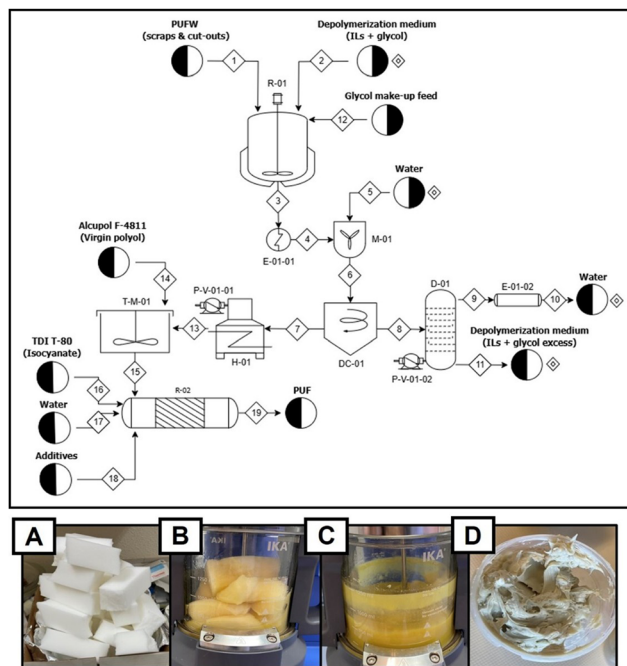 PUFW
(scraps & cut-outs)
Depolymerization medium
(ILs + glycol)
1
2
R-01
Glycol make-up feed
12
3
Water
5
4
M-01
E-01-01
Alcupol F-4811
(Virgin polyol)
6
14
P-V-01-01
D-01
E-01-02
Water
9
10
T-M-01
13
7
8
Depolymerization medium
(ILs + glycol excess)
TDI T-80
(Isocyanate)
H-01
DC-01
P-V-01-02
11
15
16
R-02
Water
17
19
PUF
Additives
18
A
B
C
D
AXI
IKA
IKA